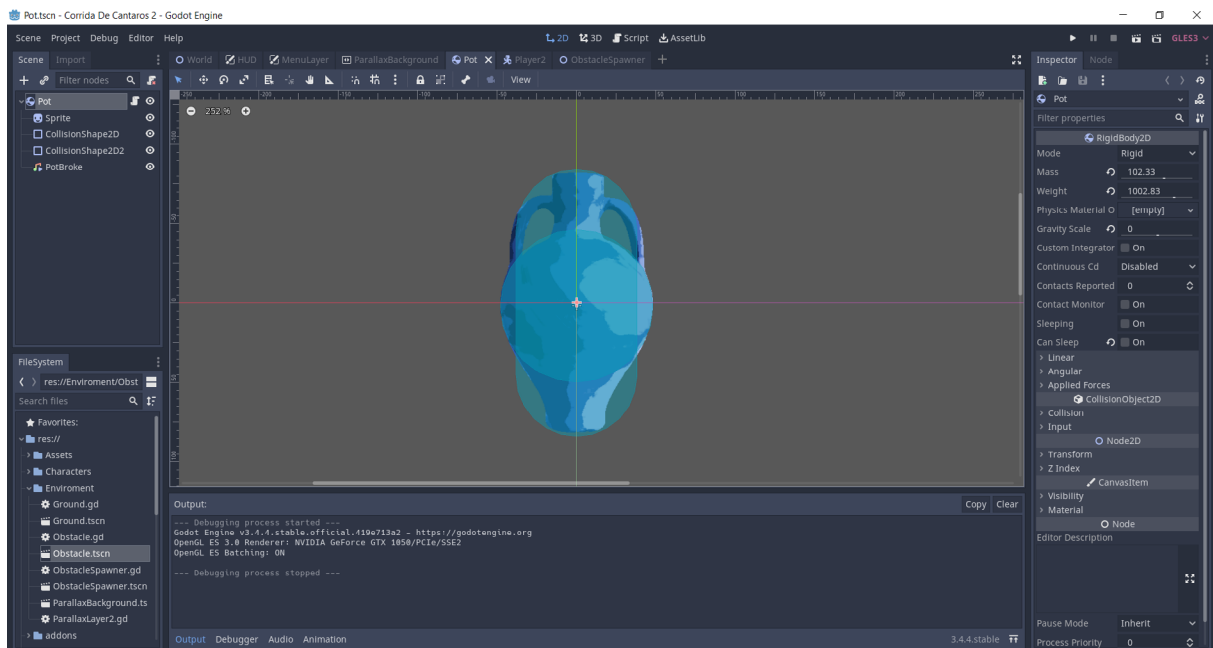 Pot.tscn - Corrida De Cantaros 2 - Godot Engine
Scene Project Debug Editor Help
2D 3D Script AssetLib
GLES3
Scene Import
World HUD MenuLayer ParallaxBackground Pot Player2 ObstacleSpawner
Inspector Node
Filter nodes
View
Pot
Sprite
CollisionShape2D
CollisionShape2D2
PotBroke
252.%
FileSystem
res://Enviroment/Obst
Search files
Favorites:
res://
Assets
Characters
Enviroment
Ground.gd
Ground.tscn
Obstacle.gd
Obstacle.tscn
ObstacleSpawner.gd
ObstacleSpawner.tscn
ParallaxBackground.ts
ParallaxLayer2.gd
addons
Output:
Copy Clear
--- Debugging process started ---
Godot Engine v3.4.4.stable.official.419e713a2 - https://godotengine.org
OpenGL ES 3.0 Renderer: NVIDIA GeForce GTX 1050/PCIe/SSE2
OpenGL ES Batching: ON
--- Debugging process stopped ---
Output Debugger Audio Animation
3.4.4.stable
Pot
Filter properties
RigidBody2D
Mode Rigid
Mass 102.33
Weight 1002.83
Physics Material O [empty]
Gravity Scale 0
Custom Integrator On
Continuous Cd Disabled
Contacts Reported 0
Contact Monitor On
Sleeping On
Can Sleep On
Linear
Angular
Applied Forces
CollisionObject2D
Collision
Input
Node2D
Transform
Z Index
CanvasItem
Visibility
Material
Node
Editor Description
Pause Mode Inherit
Process Priority 0